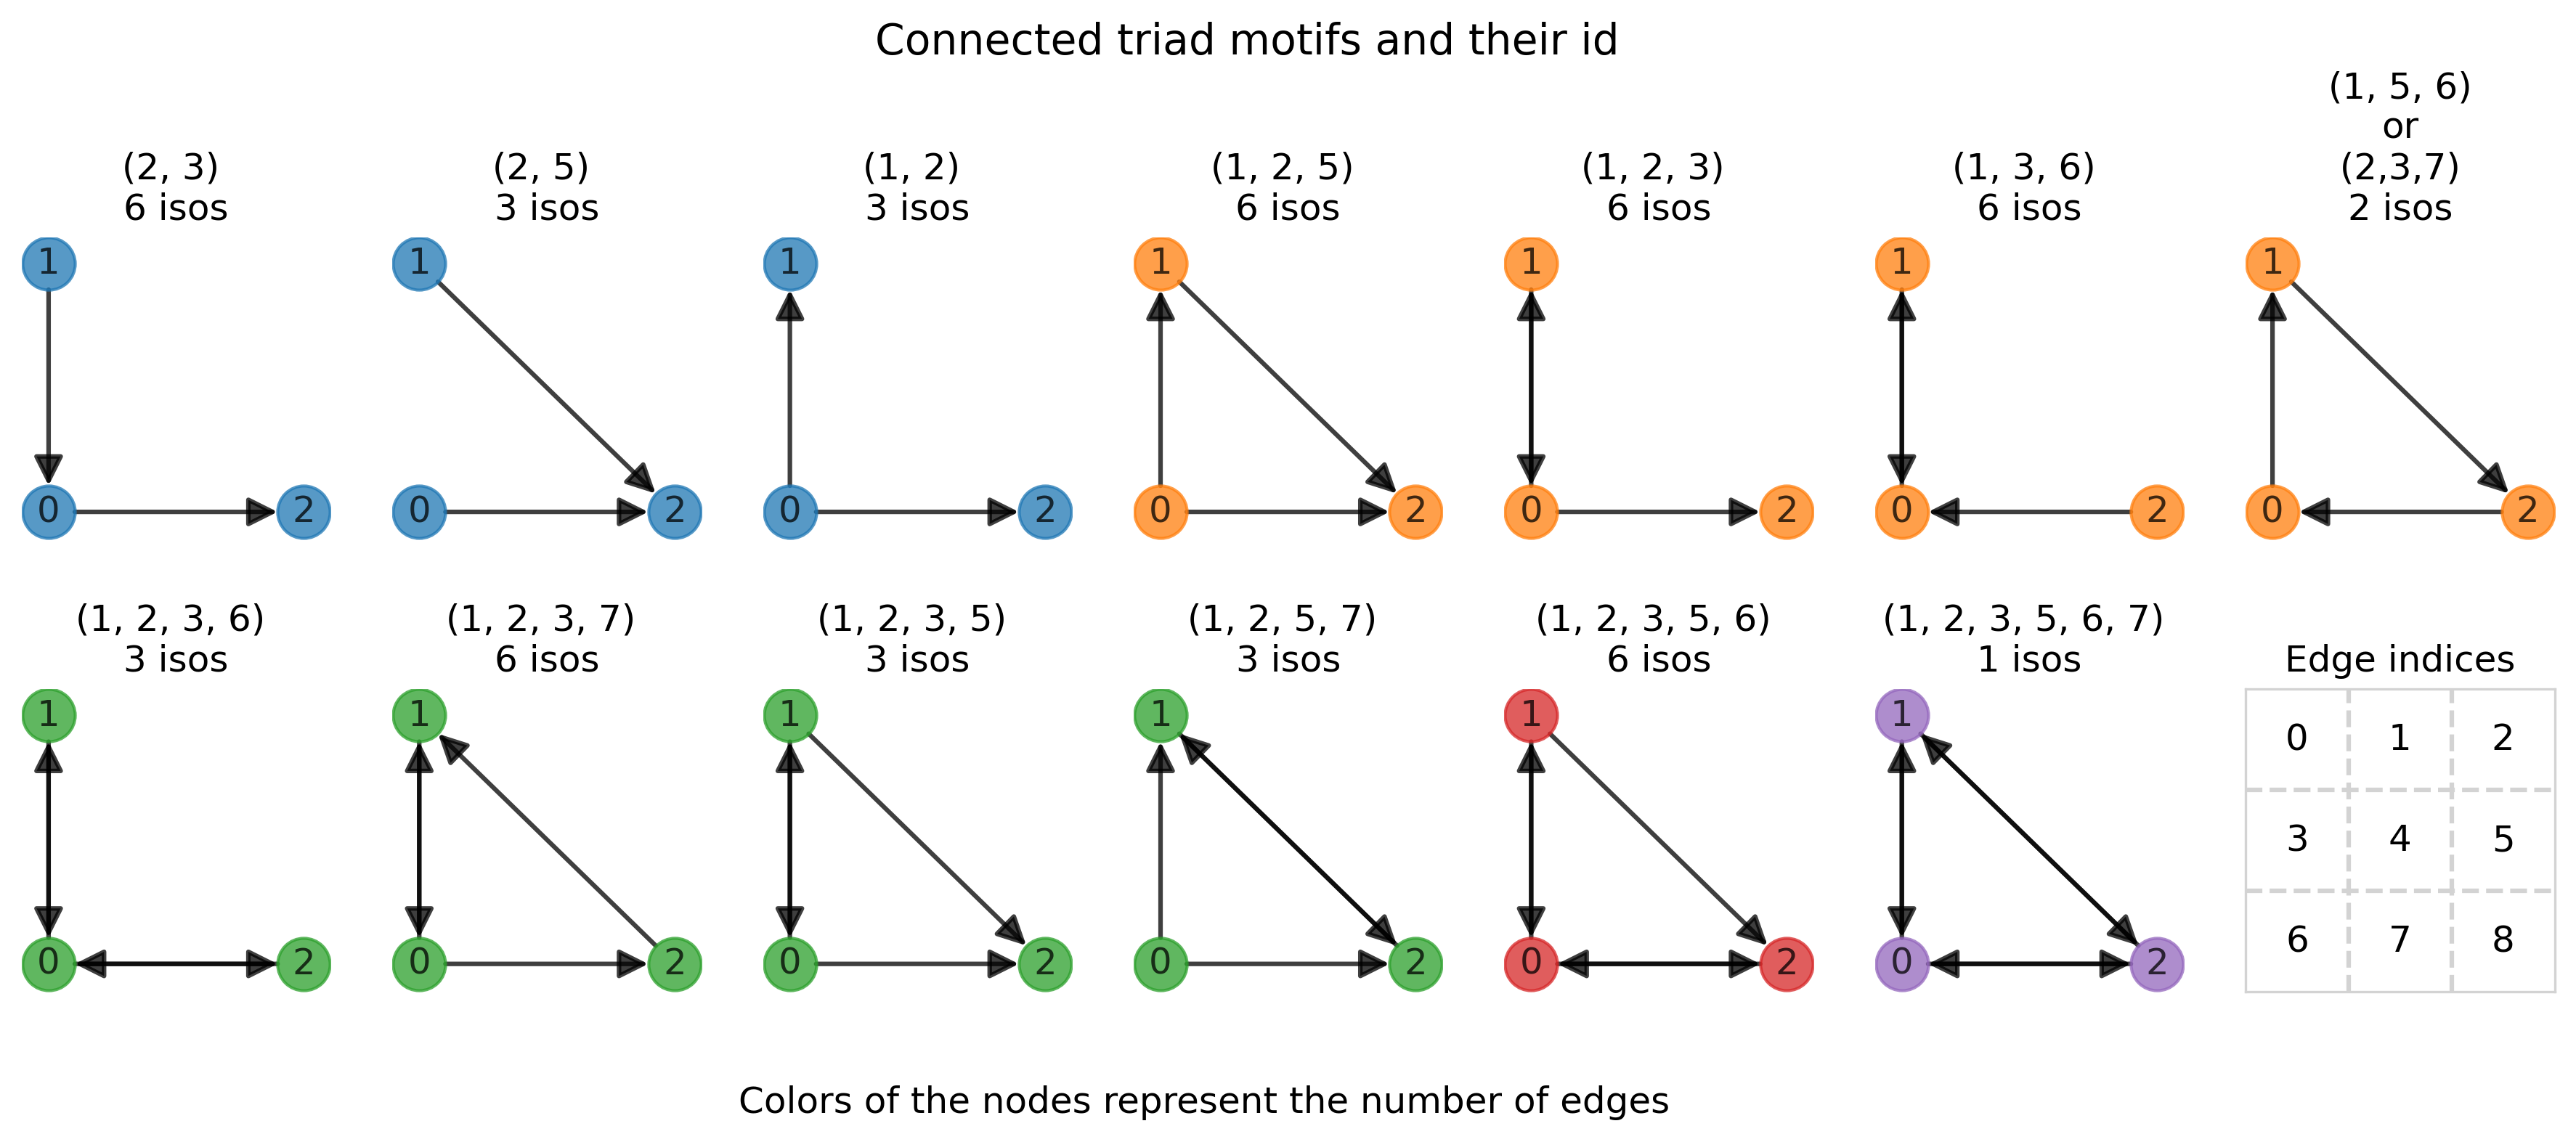 Connected triad motifs and their id
(2, 3)
6 isos
(2, 5)
3 isos
(1, 2)
3 isos
(1, 2, 5)
6 isos
(1, 2, 3)
6 isos
(1, 3, 6)
6 isos
(1, 5, 6)
or
(2,3,7)
2 isos
1
0 2
1
0 2
1
0 2
1
0 2
1
0 2
1
0 2
1
0 2
(1, 2, 3, 6)
3 isos
(1, 2, 3, 7)
6 isos
(1, 2, 3, 5)
3 isos
(1, 2, 5, 7)
3 isos
(1, 2, 3, 5, 6)
6 isos
(1, 2, 3, 5, 6, 7)
1 isos
Edge indices
1
0 2
1
0 2
1
0 2
1
0 2
1
0 2
1
0 2
0 1 2
3 4 5
6 7 8
Colors of the nodes represent the number of edges